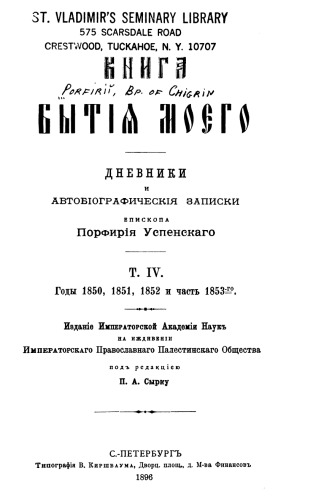 ST. VLADIMIR'S SEMINARY LIBRARY
575 SCARSDALE ROAD
CRESTWOOD, TUCKAHOE, N. Y. 10707
КНИГА
PORFIRIĬ, BP. OF CHIGRIN
БЫТІЯ МОЕГО
ДНЕВНИКИ
И
АВТОБІОГРАФИЧЕСКІЯ ЗАПИСКИ
ЕПИСКОПА
Порфирія Успенскаго
Т. IV.
Годы 1850, 1851, 1852 и часть 1853-го.
Изданіе Императорской Академіи Наукъ
НА ИЖДИВЕНІИ
Императорскаго Православнаго Палестинскаго Общества
подъ редакціею
П. А. Сырку
С.-ПЕТЕРБУРГЪ
Типографія В. Киршбаума, Дворц. площ., д. М-ва Финансовъ
1896